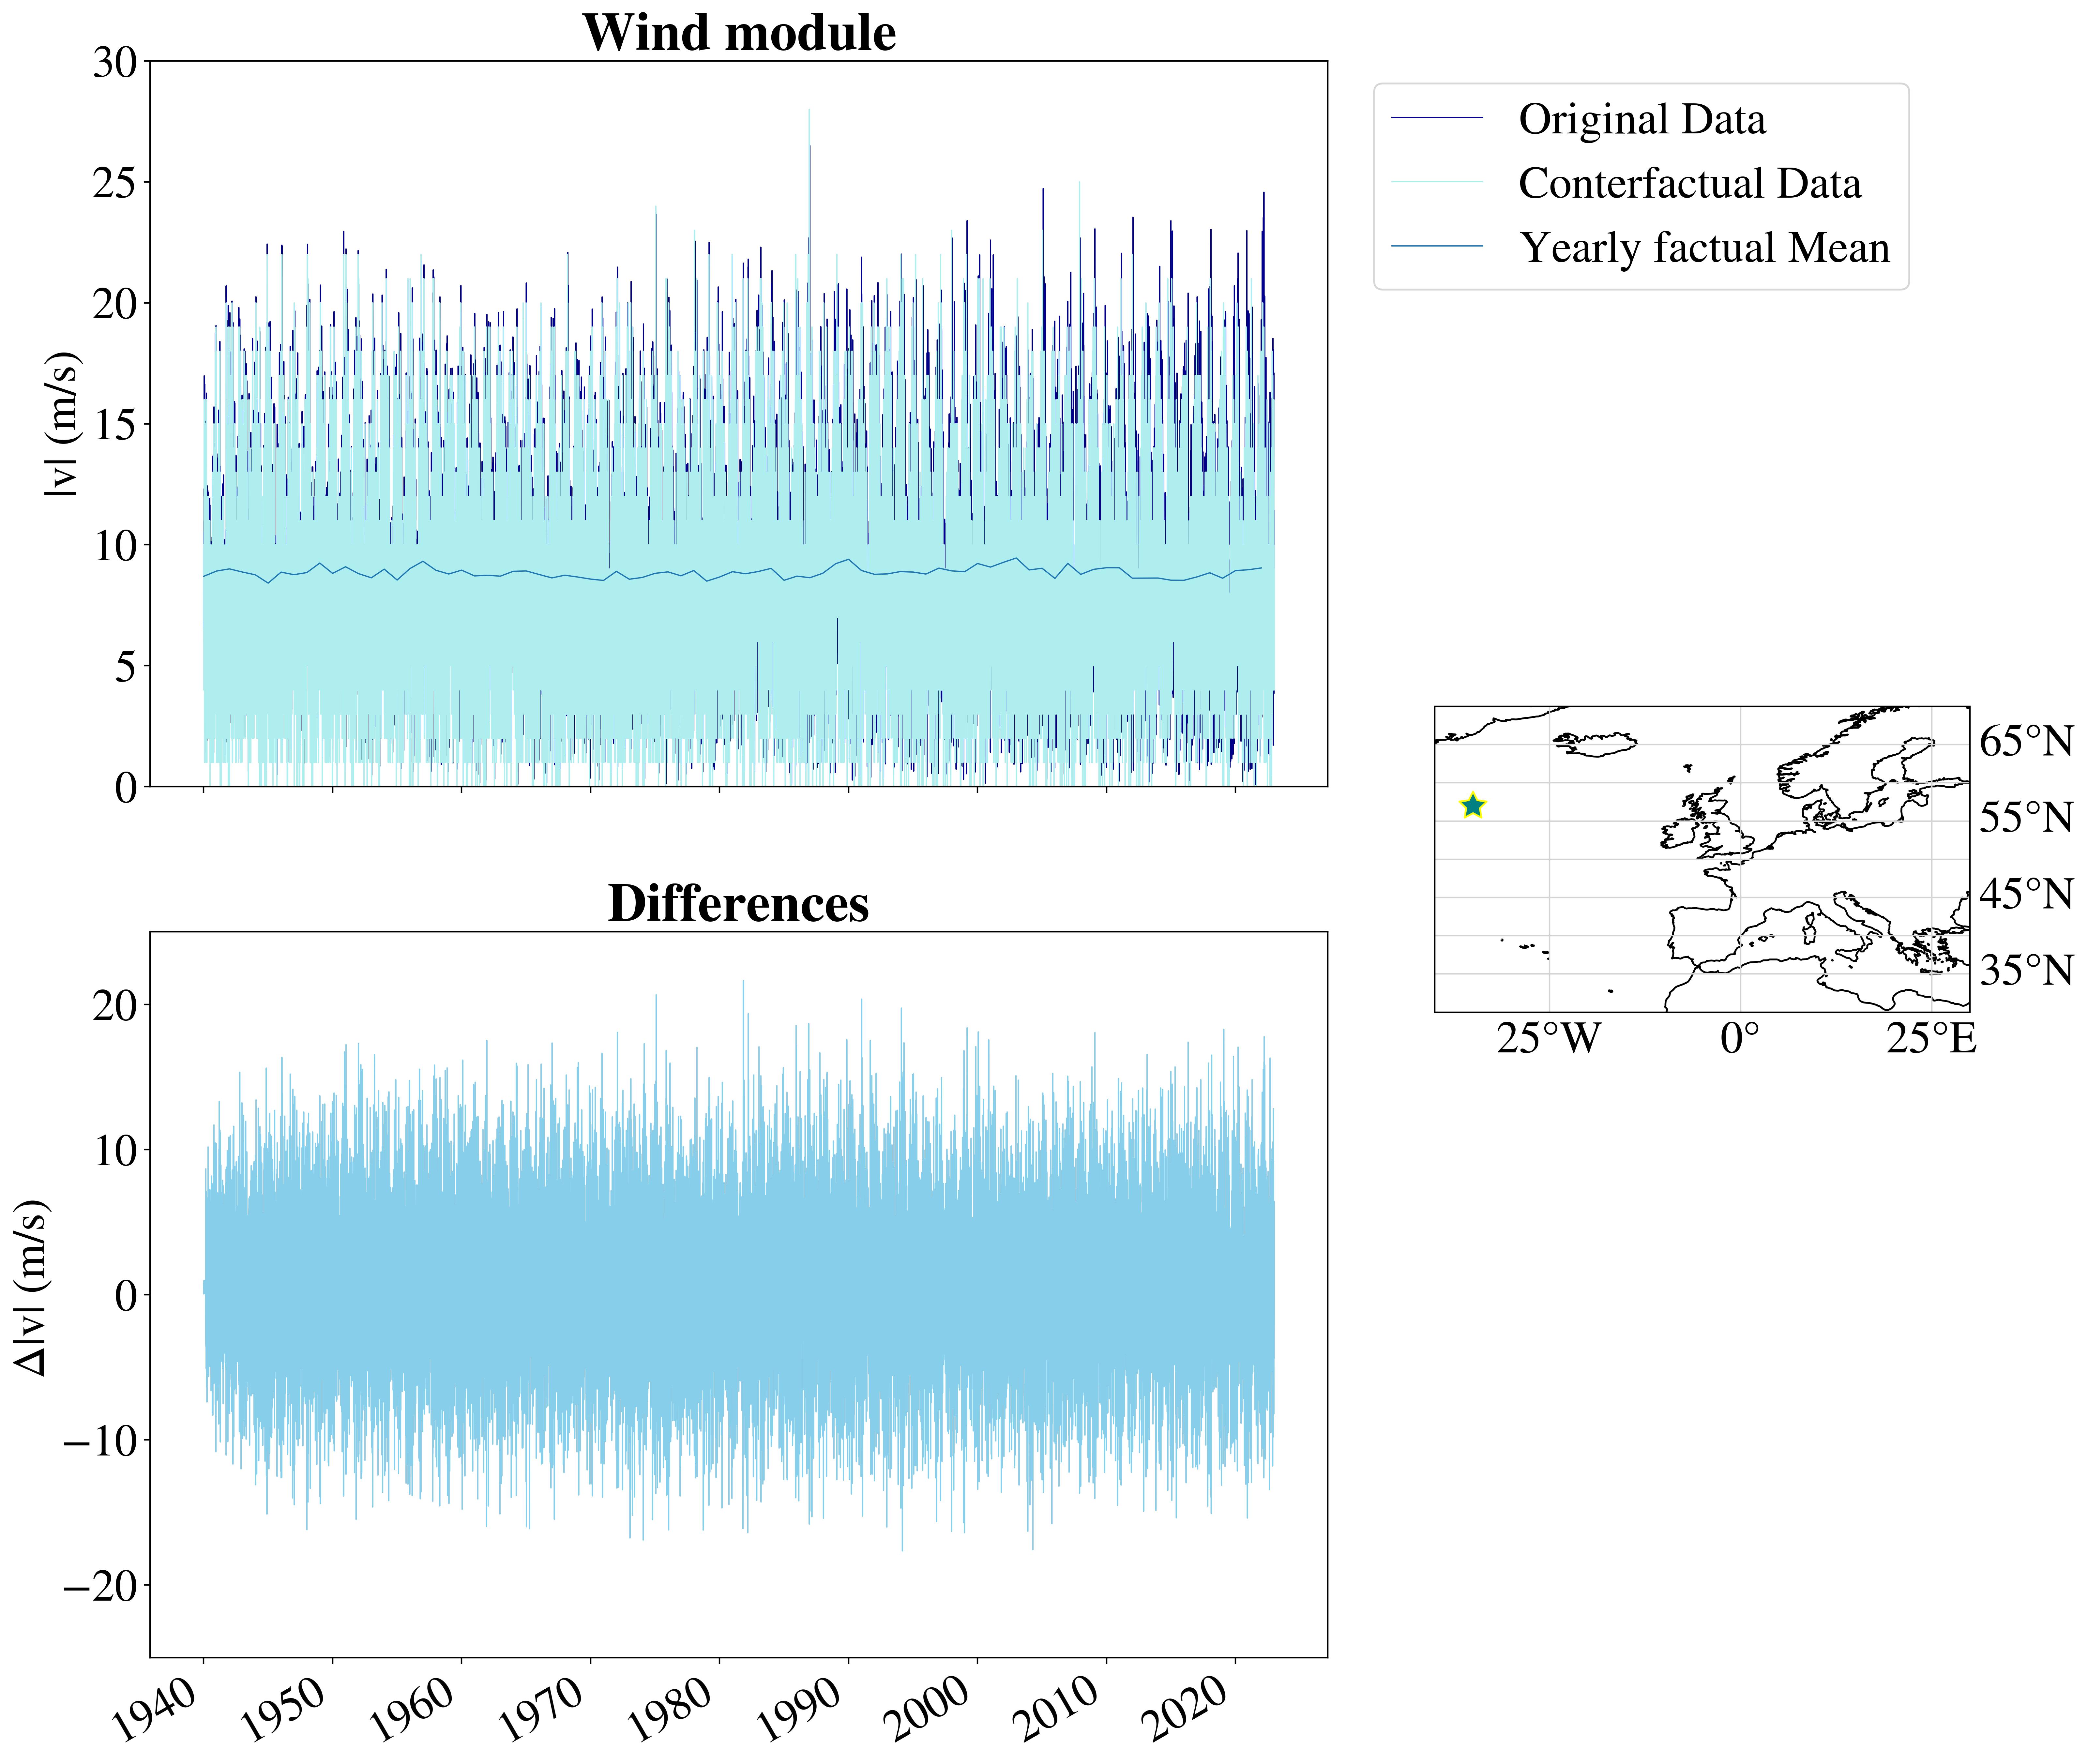 Wind module
30
25
20
15
10
5
0
|v| (m/s)
Original Data
Conterfactual Data
Yearly factual Mean
65°N
55°N
45°N
35°N
25°W 0° 25°E
Differences
20
10
0
−10
−20
Δ|v| (m/s)
1940 1950 1960 1970 1980 1990 2000 2010 2020